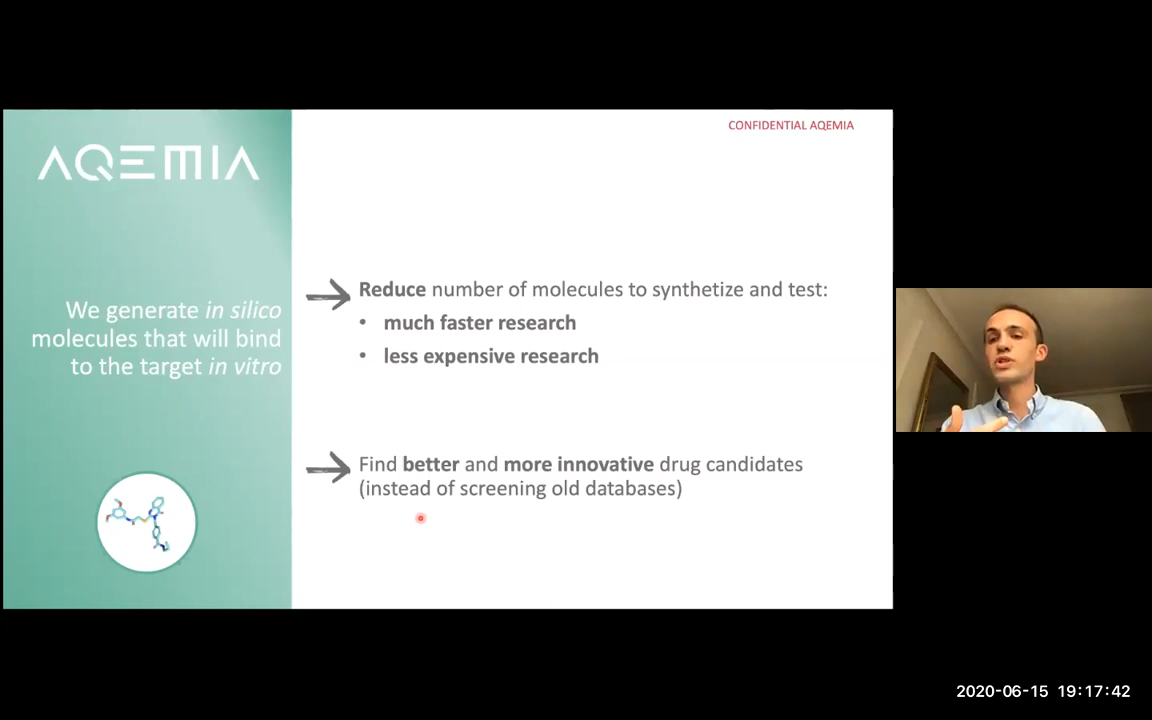 CONFIDENTIAL AQEMIA
AQEMIA
We generate in silico
molecules that will bind
to the target in vitro
Reduce number of molecules to synthetize and test:
• much faster research
• less expensive research
Find better and more innovative drug candidates
(instead of screening old databases)
2020-06-15 19:17:42